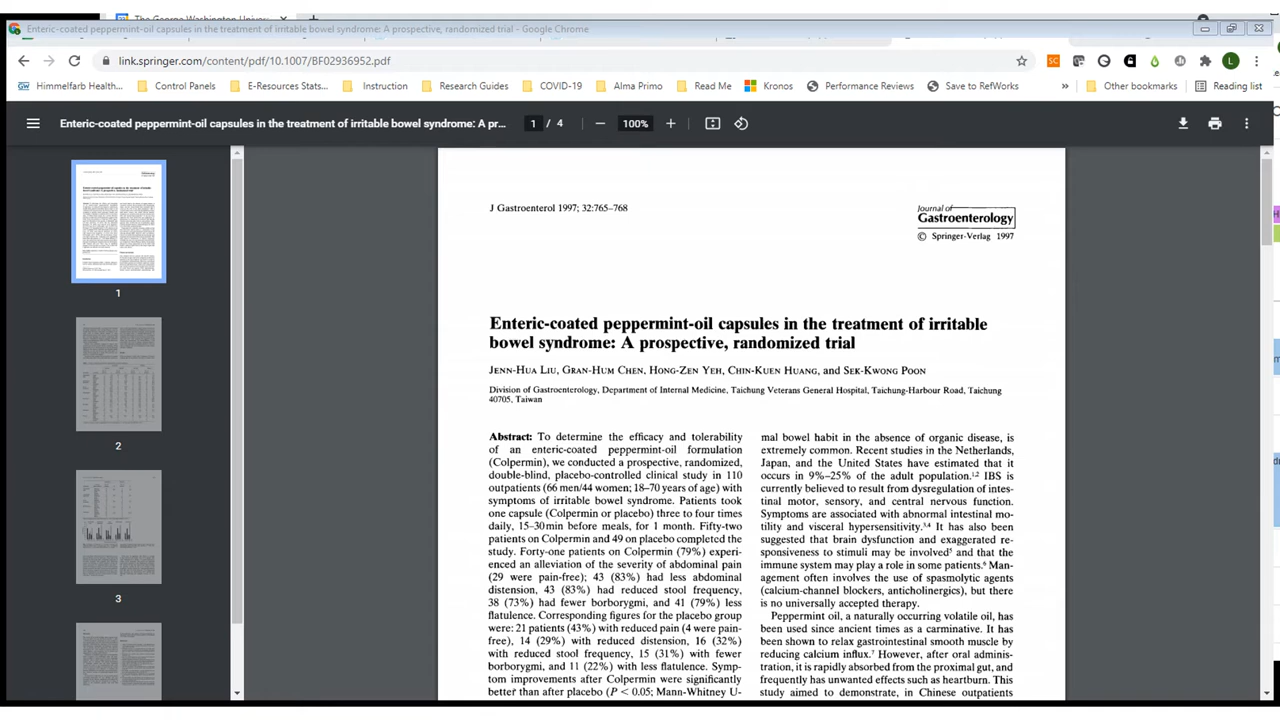 The George Washington Univer
Enteric-coated peppermint-oil capsules in the treatment of irritable bowel syndrome: A prospective, randomized trial - Google Chrome
link.springer.com/content/pdf/10.1007/BF02936952.pdf
SC
L
GW Himmelfarb Health... Control Panels E-Resources Stats... Instruction Research Guides COVID-19 Alma Primo Read Me Kronos Performance Reviews Save to RefWorks » Other bookmarks Reading list
Enteric-coated peppermint-oil capsules in the treatment of irritable bowel syndrome: A pr... 1 / 4 — 100% +
1
2
3
J Gastroenterol 1997; 32:765–768
Journal of
Gastroenterology
© Springer-Verlag 1997
Enteric-coated peppermint-oil capsules in the treatment of irritable
bowel syndrome: A prospective, randomized trial
Jenn-Hua Liu, Gran-Hum Chen, Hong-Zen Yeh, Chin-Kuen Huang, and Sek-Kwong Poon
Division of Gastroenterology, Department of Internal Medicine, Taichung Veterans General Hospital, Taichung-Harbour Road, Taichung
40705, Taiwan
Abstract: To determine the efficacy and tolerability
of an enteric-coated peppermint-oil formulation
(Colpermin), we conducted a prospective, randomized,
double-blind, placebo-controlled clinical study in 110
outpatients (66 men/44 women; 18–70 years of age) with
symptoms of irritable bowel syndrome. Patients took
one capsule (Colpermin or placebo) three to four times
daily, 15–30min before meals, for 1 month. Fifty-two
patients on Colpermin and 49 on placebo completed the
study. Forty-one patients on Colpermin (79%) experi-
enced an alleviation of the severity of abdominal pain
(29 were pain-free); 43 (83%) had less abdominal
distension, 43 (83%) had reduced stool frequency,
38 (73%) had fewer borborygmi, and 41 (79%) less
flatulence. Corresponding figures for the placebo group
were: 21 patients (43%) with reduced pain (4 were pain-
free), 14 (29%) with reduced distension, 16 (32%)
with reduced stool frequency, 15 (31%) with fewer
borborygmi, and 11 (22%) with less flatulence. Symp-
tom improvements after Colpermin were significantly
better than after placebo (P < 0.05; Mann-Whitney U-
mal bowel habit in the absence of organic disease, is
extremely common. Recent studies in the Netherlands,
Japan, and the United States have estimated that it
occurs in 9%–25% of the adult population.1,2 IBS is
currently believed to result from dysregulation of intes-
tinal motor, sensory, and central nervous function.
Symptoms are associated with abnormal intestinal mo-
tility and visceral hypersensitivity.3,4 It has also been
suggested that brain dysfunction and exaggerated re-
sponsiveness to stimuli may be involved5 and that the
immune system may play a role in some patients.6 Man-
agement often involves the use of spasmolytic agents
(calcium-channel blockers, anticholinergics), but there
is no universally accepted therapy.
Peppermint oil, a naturally occurring volatile oil, has
been used since ancient times as a carminative. It has
been shown to relax gastrointestinal smooth muscle by
reducing calcium influx.7 However, after oral adminis-
tration, it is rapidly absorbed from the proximal gut, and
frequently has unwanted effects such as heartburn. This
study aimed to demonstrate, in Chinese outpatients